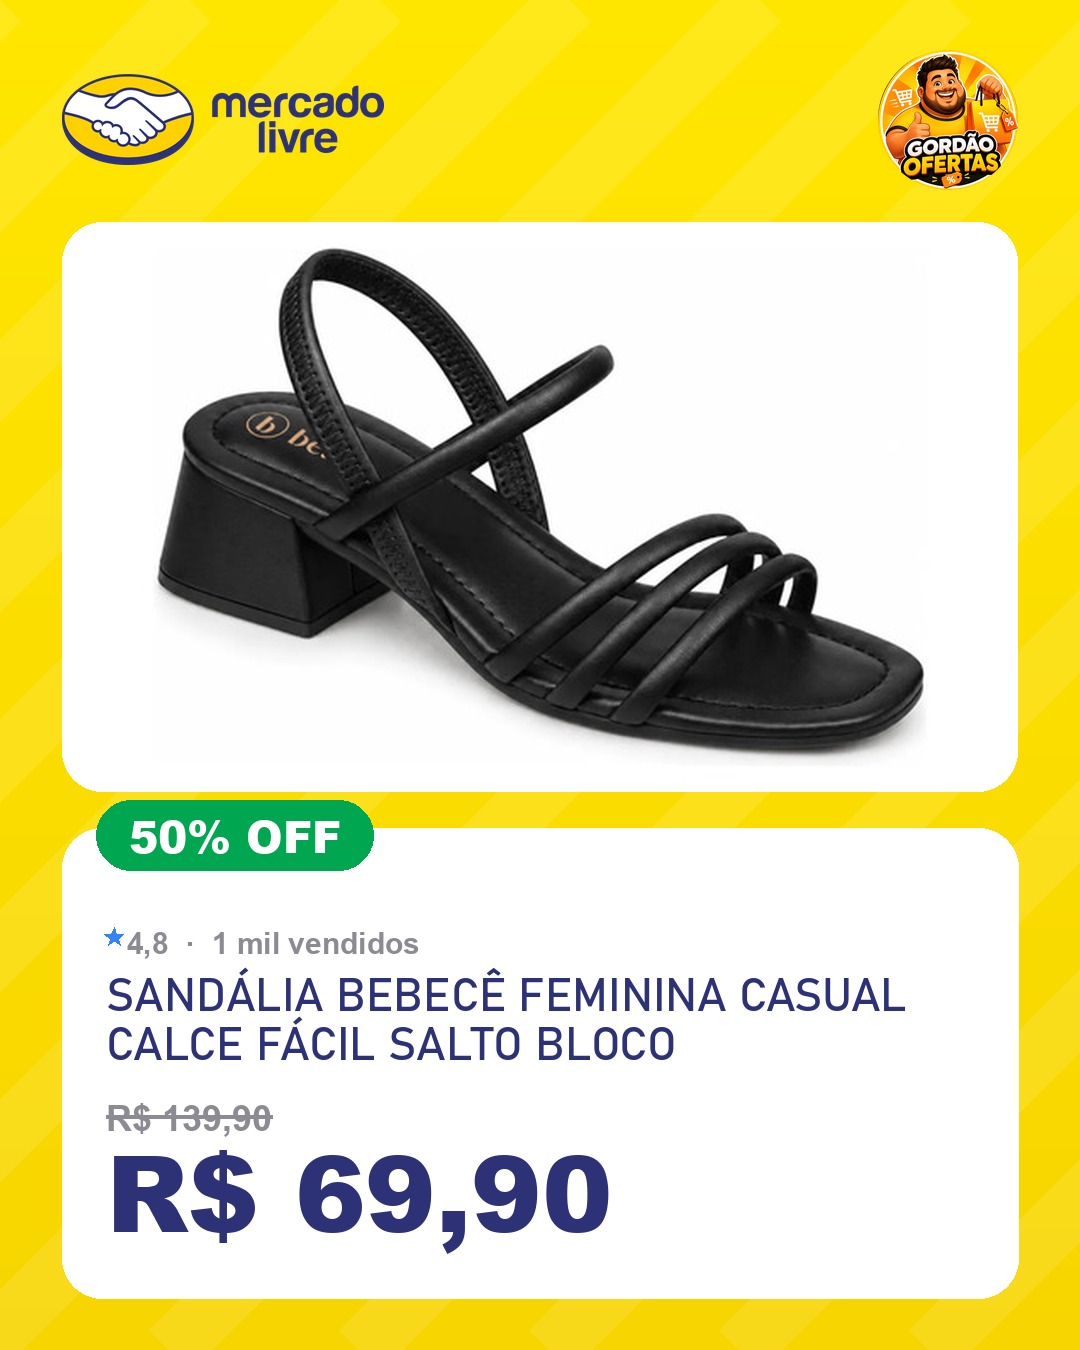 mercado
livre
GORDÃO
OFERTAS
%
%
b
50% OFF
4,8 · 1 mil vendidos
SANDÁLIA BEBECÊ FEMININA CASUAL
CALCE FÁCIL SALTO BLOCO
R$ 139,90
R$ 69,90